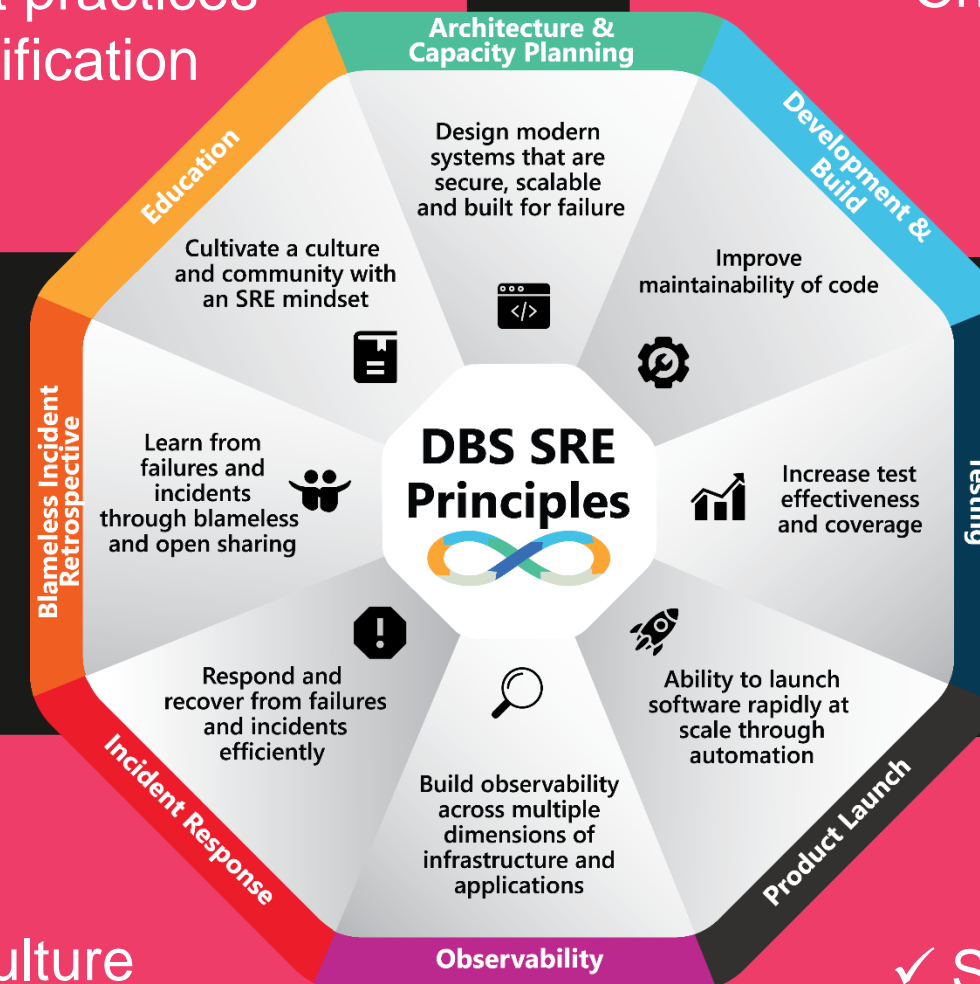 practices
ification
Architecture &
Capacity Planning
Design modern
systems that are
secure, scalable
and built for failure
Development &
Build
Improve
maintainability of code
Testing
Increase test
effectiveness
and coverage
Product Launch
Ability to launch
software rapidly at
scale through
automation
Observability
Build observability
across multiple
dimensions of
infrastructure and
applications
Incident Response
Respond and
recover from failures
and incidents
efficiently
Blameless Incident
Retrospective
Learn from
failures and
incidents
through blameless
and open sharing
Education
Cultivate a culture
and community with
an SRE mindset
DBS SRE
Principles
</>
ulture
✓ S